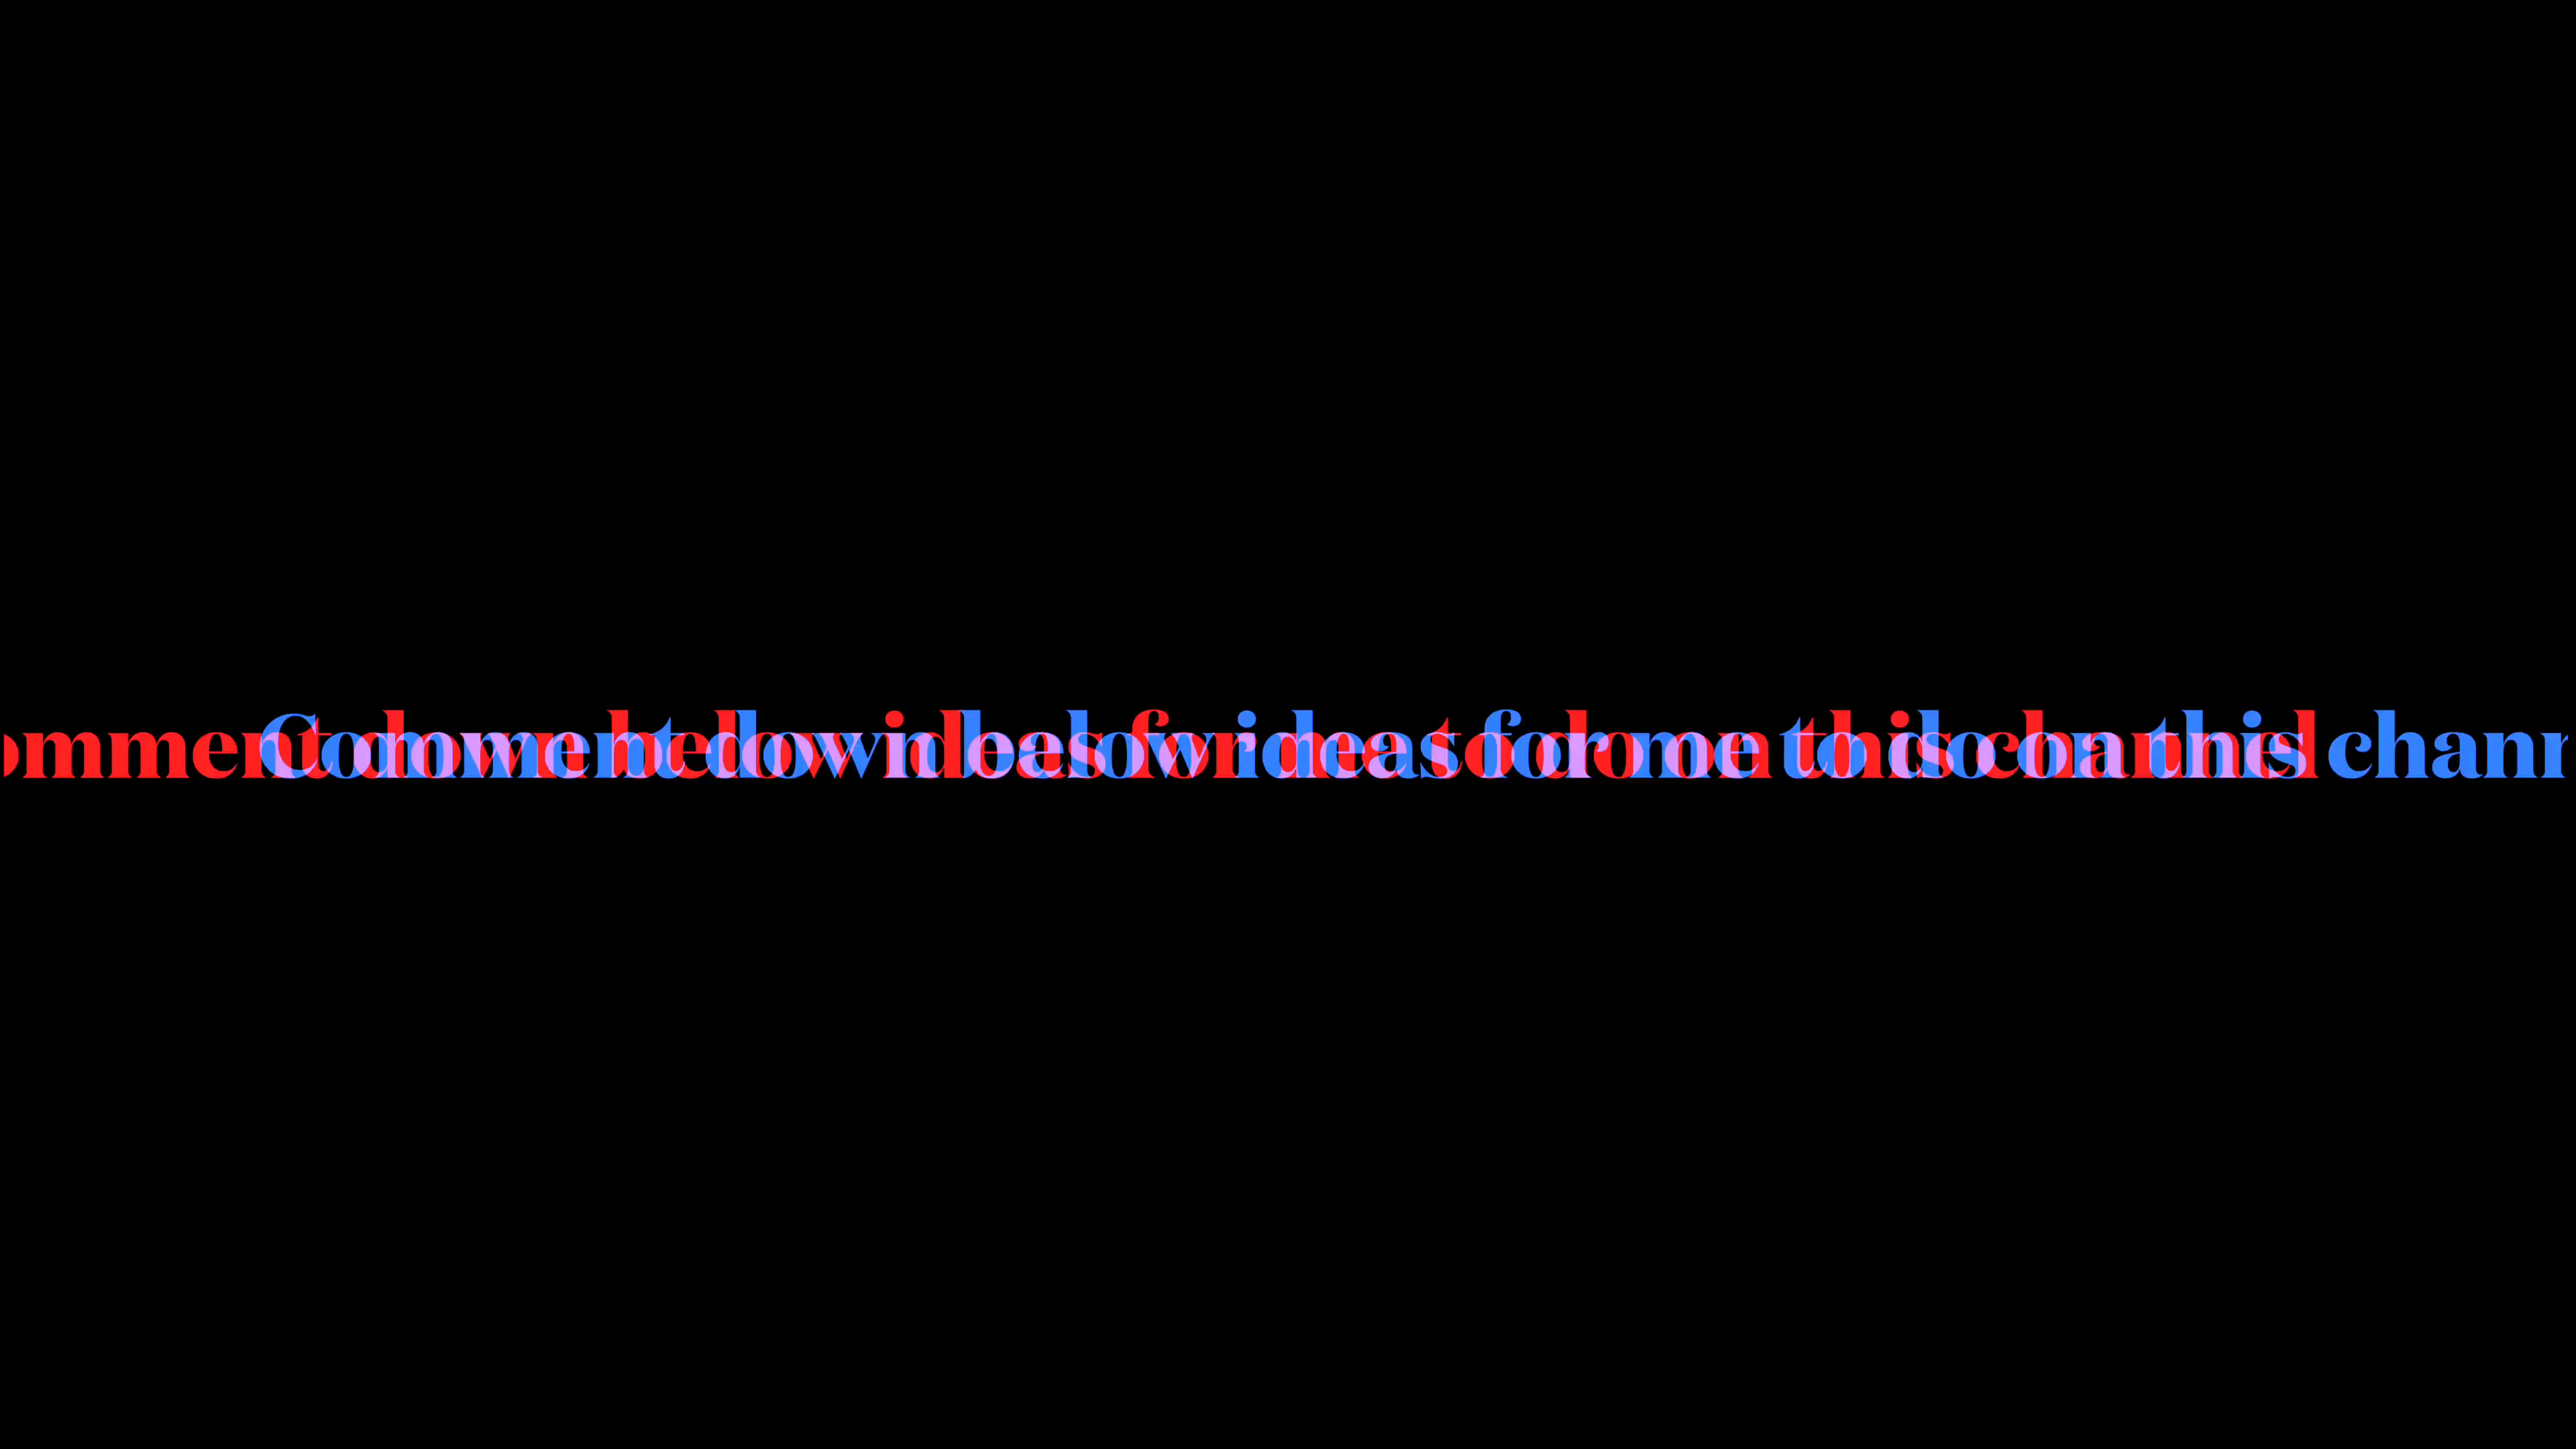 omment down below ideas for me to do on this channel
Comment down below ideas for me to do on this chann